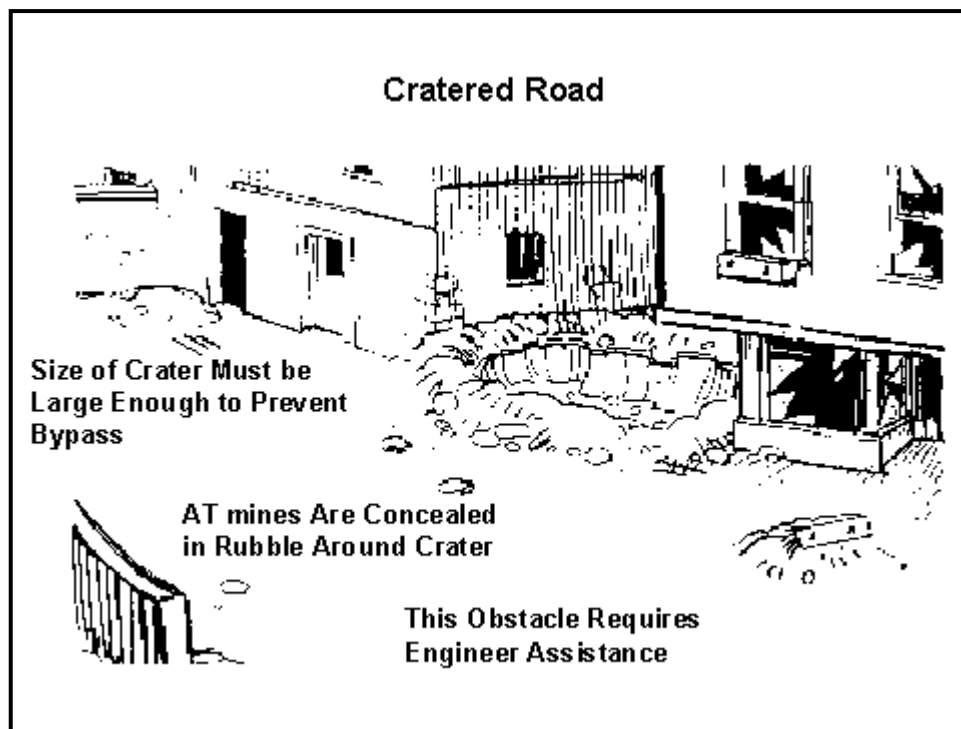 Cratered Road
Size of Crater Must be
Large Enough to Prevent
Bypass
AT mines Are Concealed
in Rubble Around Crater
This Obstacle Requires
Engineer Assistance